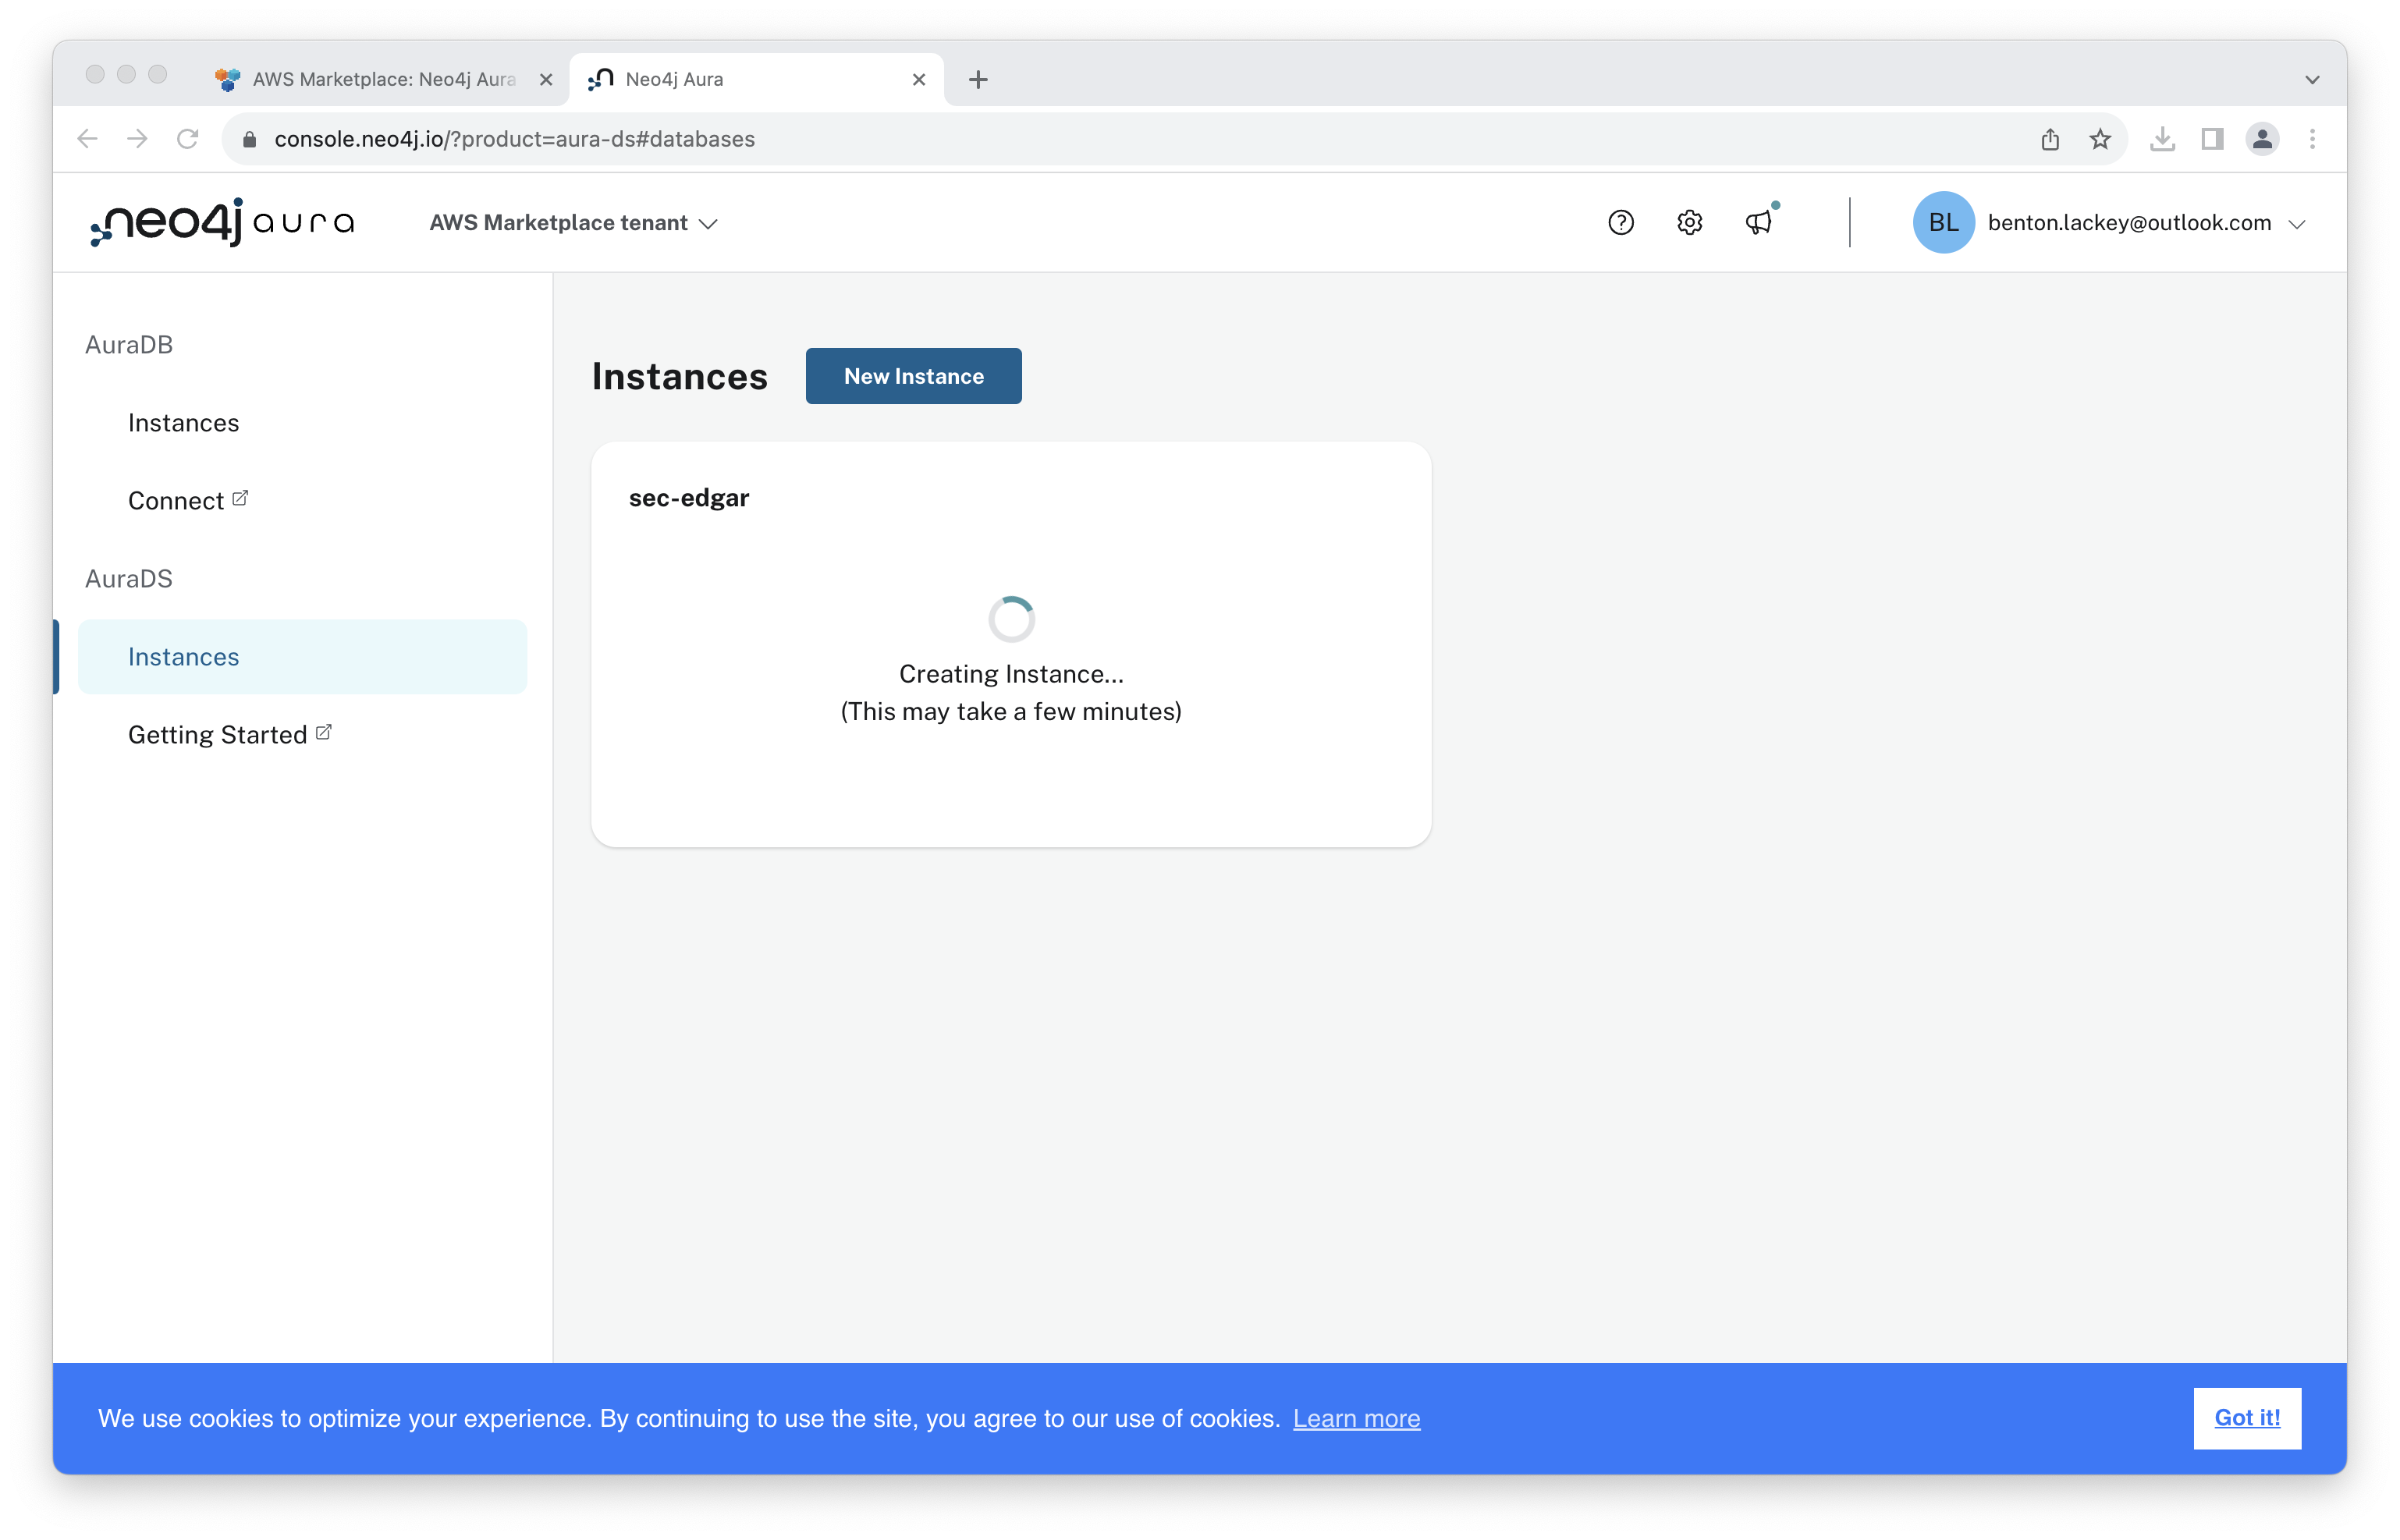 AWS Marketplace: Neo4j Aura
Neo4j Aura
console.neo4j.io/?product=aura-ds#databases
neo4j aura
AWS Marketplace tenant
BL
benton.lackey@outlook.com
AuraDB
Instances
Connect
AuraDS
Instances
Getting Started
Instances
New Instance
sec-edgar
Creating Instance...
(This may take a few minutes)
We use cookies to optimize your experience. By continuing to use the site, you agree to our use of cookies. Learn more
Got it!